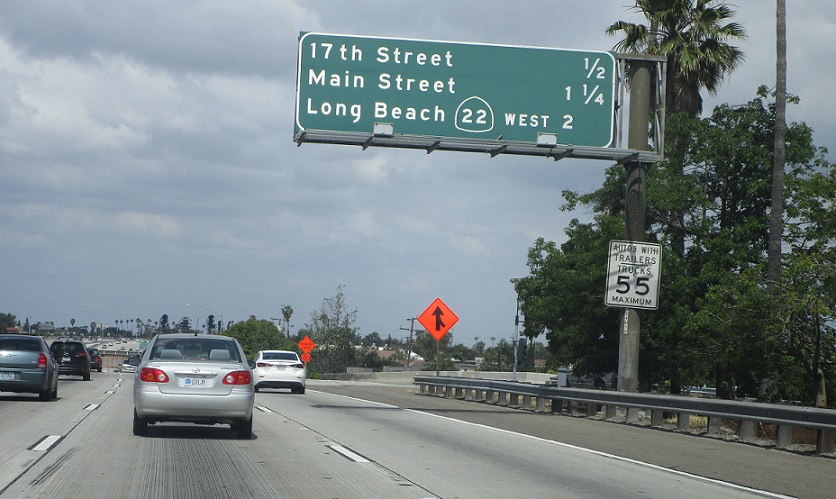 17th Street 1/2
Main Street 1 1/4
Long Beach 22 WEST 2
AUTOS WITH
TRAILERS
TRUCKS
55
MAXIMUM